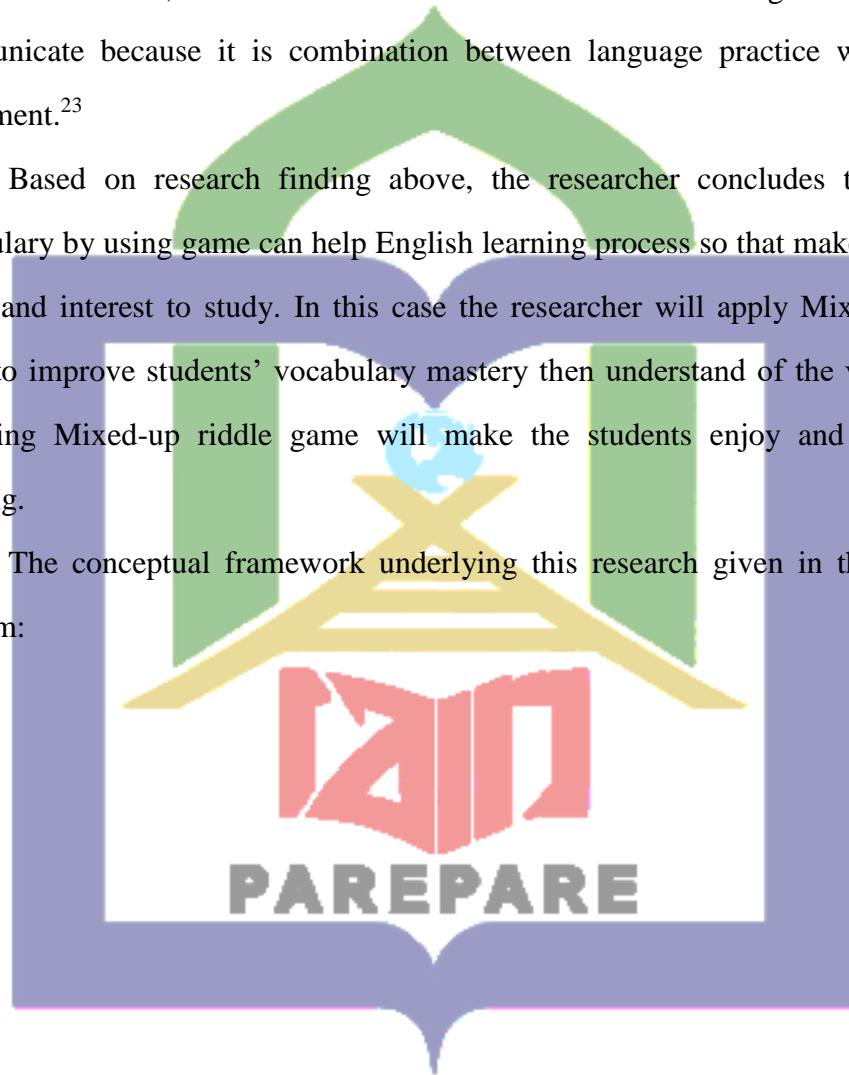 unicate because it is combination between language practice w
ment.23
Based on research finding above, the researcher concludes t
ulary by using game can help English learning process so that make
and interest to study. In this case the researcher will apply Mix
to improve students' vocabulary mastery then understand of the
ing Mixed-up riddle game will make the students enjoy and
g.
The conceptual framework underlying this research given in th
m:
PAREPARE